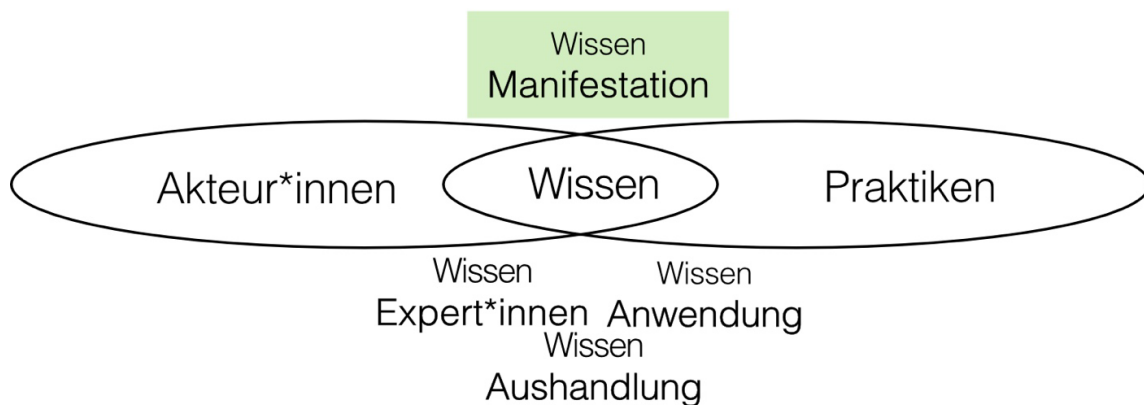 Wissen
Manifestation
Akteur*innen Wissen Praktiken
Wissen Wissen
Expert*innen Anwendung
Wissen
Aushandlung